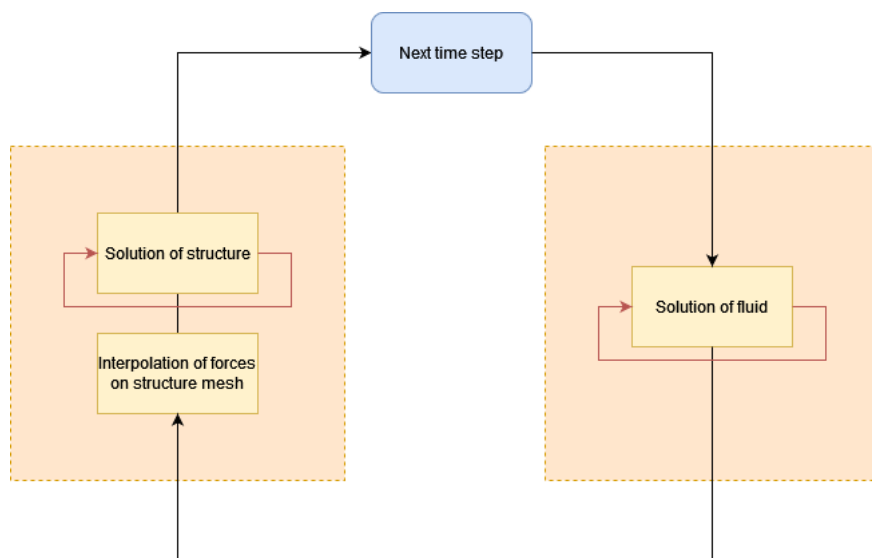 Next time step
Solution of structure
Solution of fluid
Interpolation of forces
on structure mesh